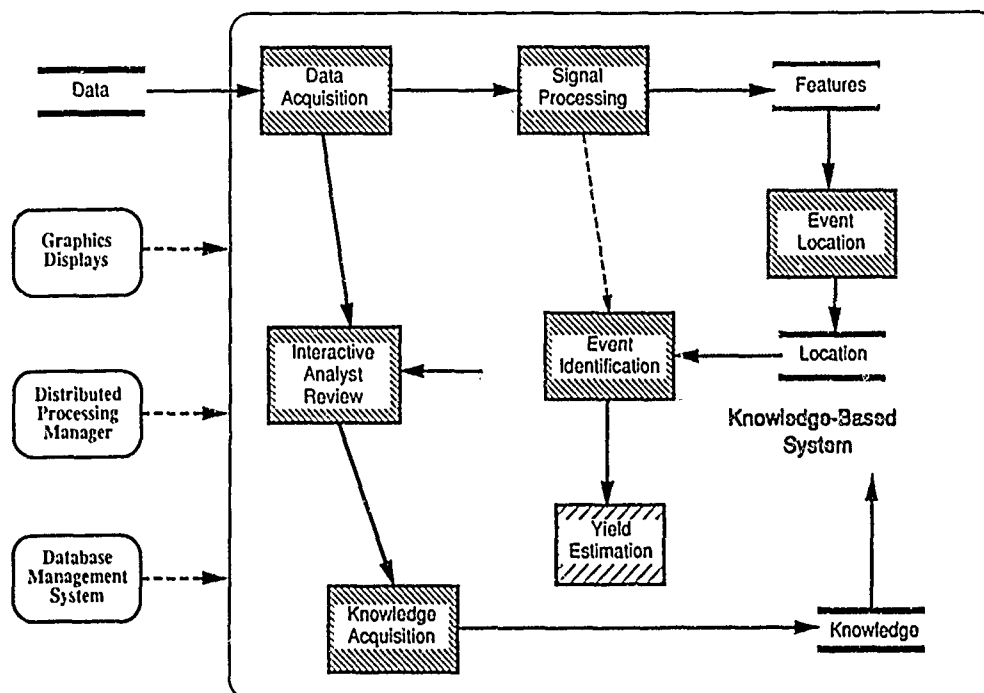 Data
Data
Acquisition
Signal
Processing
Features
Graphics
Displays
Event
Location
Interactive
Analyst
Review
Event
Identification
Location
Distributed
Processing
Manager
Knowledge-Based
System
Yield
Estimation
Database
Management
System
Knowledge
Acquisition
Knowledge